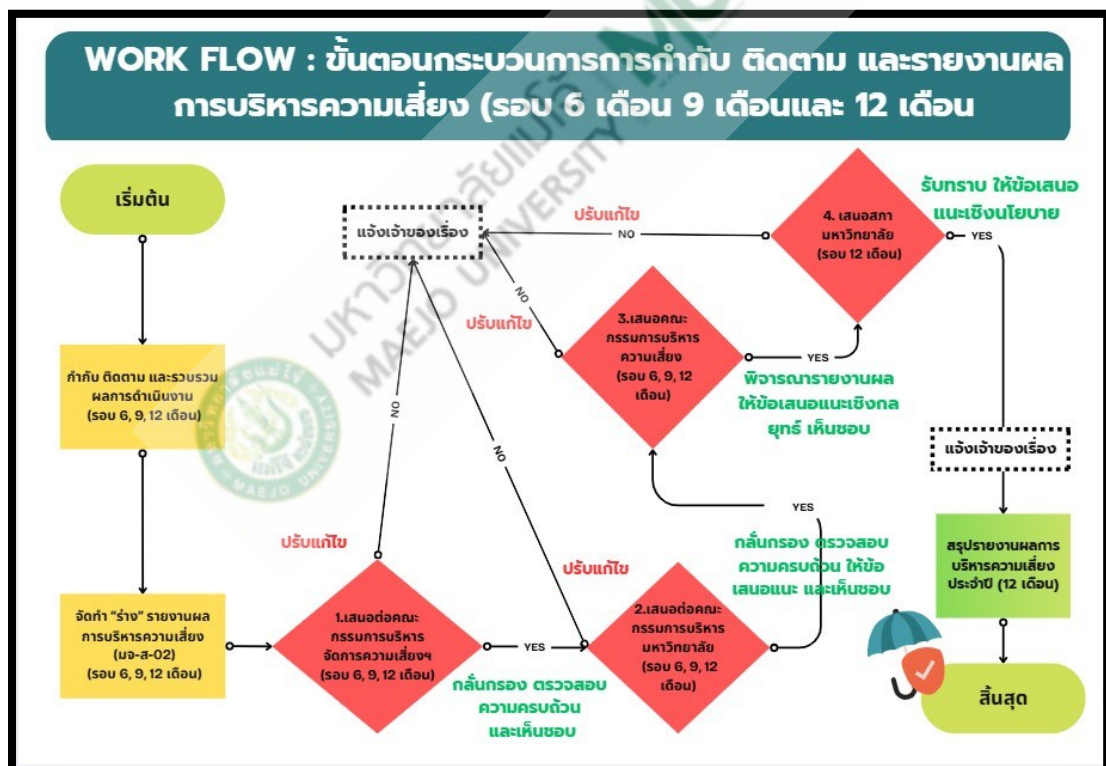 WORK FLOW : ขั้นตอนกระบวนการการกำกับ ติดตาม และรายงานผล
การบริหารความเสี่ยง (รอบ 6 เดือน 9 เดือนและ 12 เดือน
เริ่มต้น
กำกับ ติดตาม และรวบรวม
ผลการดำเนินงาน
(รอบ 6, 9, 12 เดือน)
จัดทำ “ร่าง” รายงานผล
การบริหารความเสี่ยง
(มจ-ส-02)
(รอบ 6, 9, 12 เดือน)
ปรับแก้ไข
1.เสนอต่อคณะ
กรรมการบริหาร
จัดการความเสี่ยงฯ
(รอบ 6, 9, 12 เดือน)
NO
YES
กลั่นกรอง ตรวจสอบ
ความครบถ้วน
และเห็นชอบ
ปรับแก้ไข
2.เสนอต่อคณะ
กรรมการบริหาร
มหาวิทยาลัย
(รอบ 6, 9, 12
เดือน)
NO
YES
กลั่นกรอง ตรวจสอบ
ความครบถ้วน ให้ข้อ
เสนอแนะ และเห็นชอบ
แจ้งเจ้าของเรื่อง
ปรับแก้ไข
NO
3.เสนอคณะ
กรรมการบริหาร
ความเสี่ยง
(รอบ 6, 9, 12
เดือน)
YES
พิจารณารายงานผล
ให้ข้อเสนอแนะเชิงกล
ยุทธ์ เห็นชอบ
ปรับแก้ไข
NO
4. เสนอสภา
มหาวิทยาลัย
(รอบ 12 เดือน)
รับทราบ ให้ข้อเสนอ
แนะเชิงนโยบาย
YES
แจ้งเจ้าของเรื่อง
สรุปรายงานผลการ
บริหารความเสี่ยง
ประจำปี (12 เดือน)
สิ้นสุด
มหาวิทยาลัยแม่โจ้
MAEJO UNIVERSITY